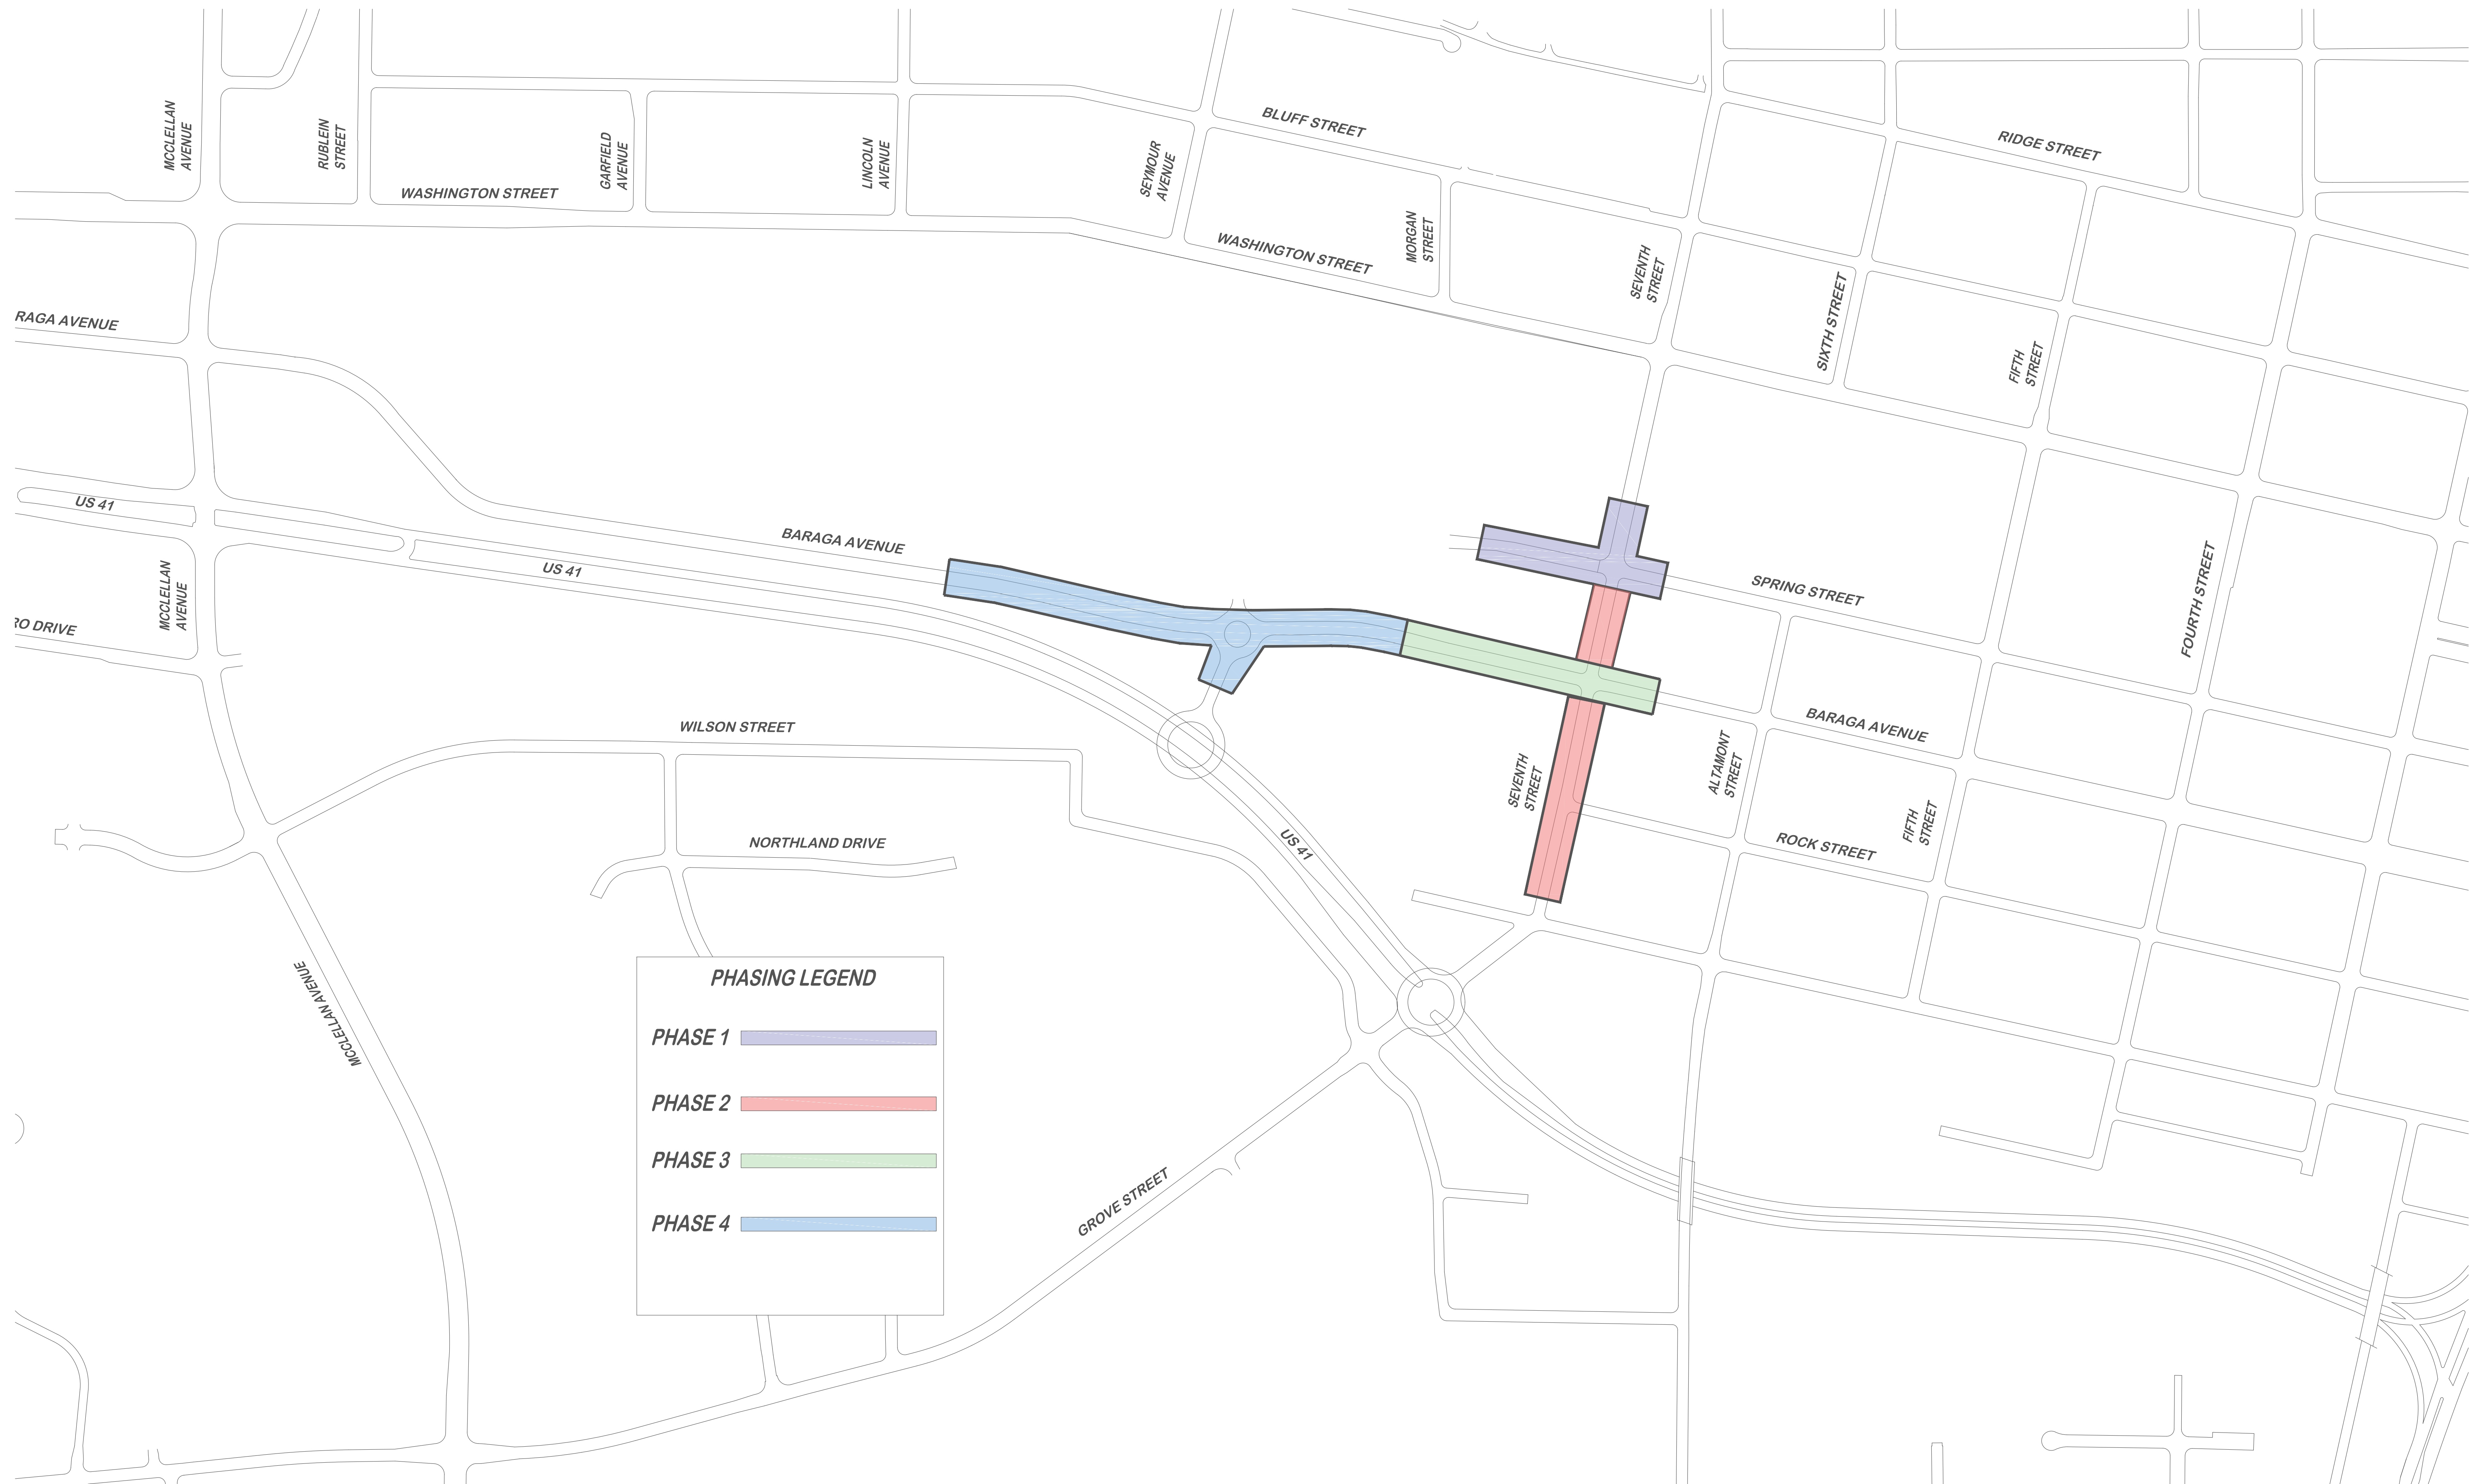 MCCLELLAN
AVENUE
RUBLEIN
STREET
GARFIELD
AVENUE
LINCOLN
AVENUE
SEYMOUR
AVENUE
BLUFF STREET
RIDGE STREET
WASHINGTON STREET
WASHINGTON STREET
MORGAN
STREET
SEVENTH
STREET
SIXTH STREET
FIFTH
STREET
RAGA AVENUE
US 41
BARAGA AVENUE
US 41
MCCLELLAN
AVENUE
RO DRIVE
SPRING STREET
FOURTH STREET
WILSON STREET
BARAGA AVENUE
ALTAMONT
STREET
SEVENTH
STREET
NORTHLAND DRIVE
US 41
ROCK STREET
FIFTH
STREET
MCCLELLAN AVENUE
PHASING LEGEND
PHASE 1
PHASE 2
PHASE 3
PHASE 4
GROVE STREET